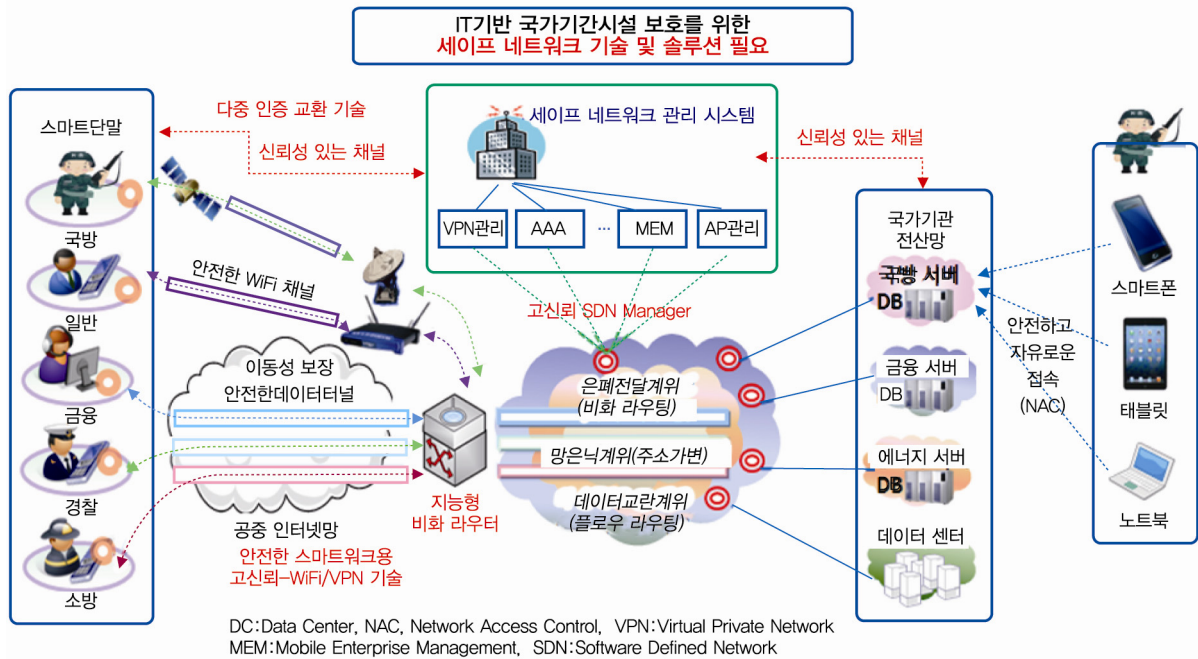 IT기반 국가기간시설 보호를 위한
세이프 네트워크 기술 및 솔루션 필요
스마트단말
국방
일반
금융
경찰
소방
다중 인증 교환 기술
신뢰성 있는 채널
세이프 네트워크 관리 시스템
VPN관리
AAA
...
MEM
AP관리
신뢰성 있는 채널
안전한 WiFi 채널
고신뢰 SDN Manager
이동성 보장
안전한데이터터널
공중 인터넷망
안전한 스마트워크용
고신뢰-WiFi/VPN 기술
지능형
비화 라우터
은폐전달계위
(비화 라우팅)
망은닉계위(주소가변)
데이터교란계위
(플로우 라우팅)
국가기관
전산망
국빵 서버
DB
금융 서버
DB
에너지 서버
DB
데이터 센터
안전하고
자유로운
접속
(NAC)
스마트폰
태블릿
노트북
DC:Data Center, NAC, Network Access Control, VPN:Virtual Private Network
MEM:Mobile Enterprise Management, SDN:Software Defined Network